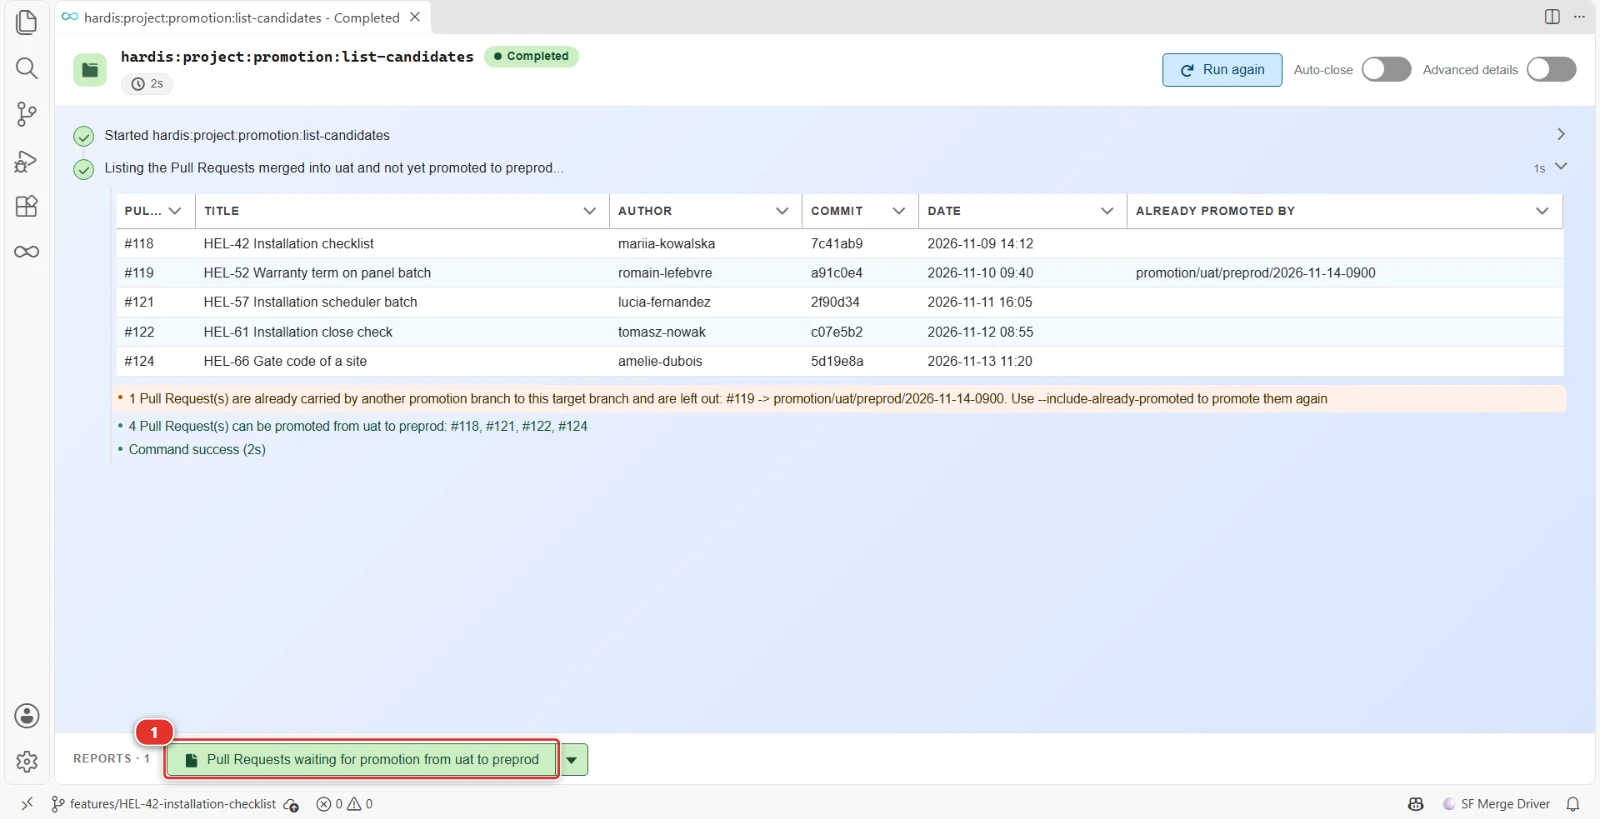 hardis:project:promotion:list-candidates - Completed
hardis:project:promotion:list-candidates
Completed
2s
Run again
Auto-close
Advanced details
Started hardis:project:promotion:list-candidates
Listing the Pull Requests merged into uat and not yet promoted to preprod...
1s
PUL... TITLE AUTHOR COMMIT DATE ALREADY PROMOTED BY
#118 HEL-42 Installation checklist mariia-kowalska 7c41ab9 2026-11-09 14:12
#119 HEL-52 Warranty term on panel batch romain-lefebvre a91c0e4 2026-11-10 09:40 promotion/uat/preprod/2026-11-14-0900
#121 HEL-57 Installation scheduler batch lucia-fernandez 2f90d34 2026-11-11 16:05
#122 HEL-61 Installation close check tomasz-nowak c07e5b2 2026-11-12 08:55
#124 HEL-66 Gate code of a site amelie-dubois 5d19e8a 2026-11-13 11:20
• 1 Pull Request(s) are already carried by another promotion branch to this target branch and are left out: #119 -> promotion/uat/preprod/2026-11-14-0900. Use --include-already-promoted to promote them again
• 4 Pull Request(s) can be promoted from uat to preprod: #118, #121, #122, #124
• Command success (2s)
1
REPORTS · 1
Pull Requests waiting for promotion from uat to preprod
features/HEL-42-installation-checklist 0 0 SF Merge Driver